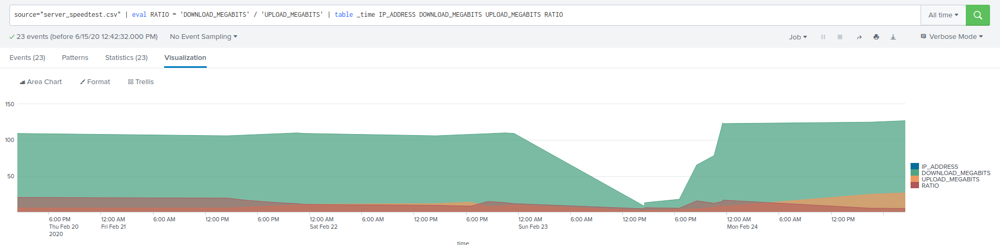 source="server_speedtest.csv" | eval RATIO = 'DOWNLOAD_MEGABITS' / 'UPLOAD_MEGABITS' | table _time IP_ADDRESS DOWNLOAD_MEGABITS UPLOAD_MEGABITS RATIO
All time
23 events (before 6/15/20 12:42:32.000 PM)
No Event Sampling
Job
Verbose Mode
Events (23)
Patterns
Statistics (23)
Visualization
Area Chart
Format
Trellis
150
100
50
IP_ADDRESS
DOWNLOAD_MEGABITS
UPLOAD_MEGABITS
RATIO
6:00 PM 12:00 AM 6:00 AM 12:00 PM 6:00 PM 12:00 AM 6:00 AM 12:00 PM 6:00 PM 12:00 AM 6:00 AM 12:00 PM 6:00 PM 12:00 AM 6:00 AM 12:00 PM
Thu Feb 20 Fri Feb 21 Sat Feb 22 Sun Feb 23 Mon Feb 24
2020
time